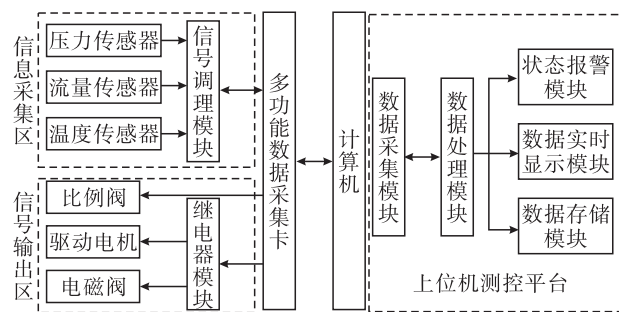 信息采集区
压力传感器
流量传感器
温度传感器
信号调理模块
信号输出区
比例阀
驱动电机
电磁阀
继电器模块
多功能数据采集卡
计算机
数据采集模块
数据处理模块
状态报警
模块
数据实时
显示模块
数据存储
模块
上位机测控平台